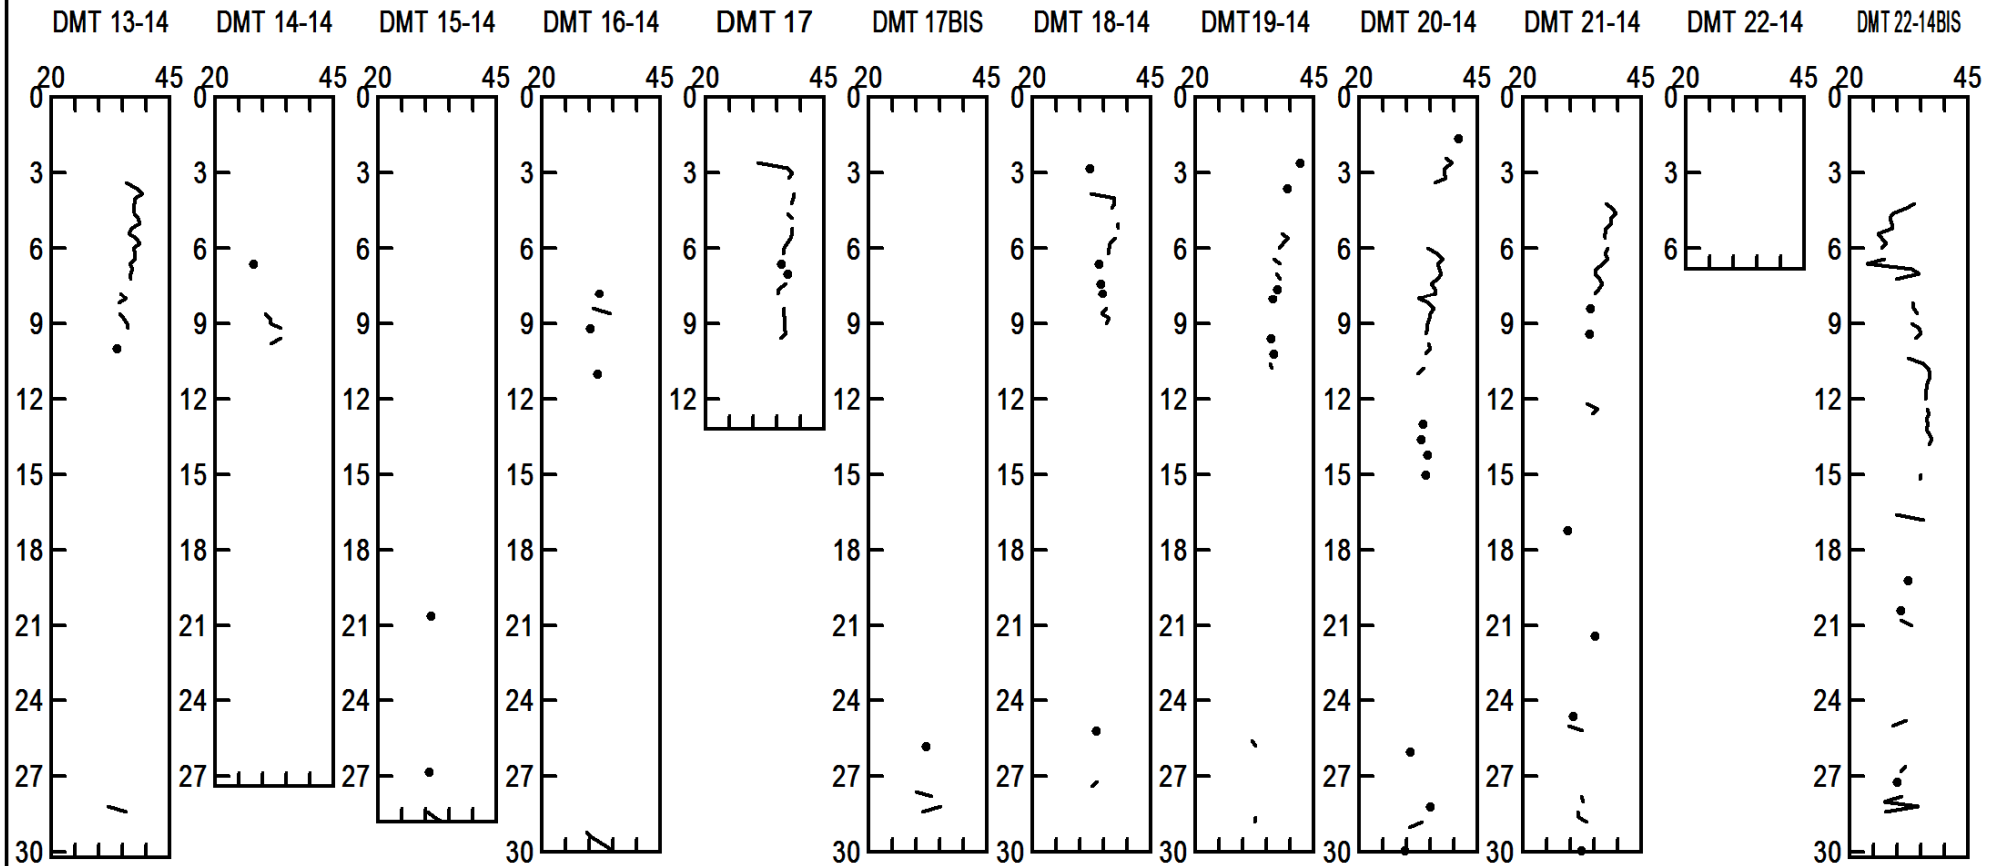 DMT 13-14 DMT 14-14 DMT 15-14 DMT 16-14 DMT 17 DMT 17BIS DMT 18-14 DMT19-14 DMT 20-14 DMT 21-14 DMT 22-14 DMT 22-14BIS
20 45 20 45 20 45 20 45 20 45 20 45 20 45 20 45 20 45 20 45 20 45 20 45
0 0 0 0 0 0 0 0 0 0 0 0
3 3 3 3 3 3 3 3 3 3 3 3
6 6 6 6 6 6 6 6 6 6 6 6
9 9 9 9 9 9 9 9 9 9 9
12 12 12 12 12 12 12 12 12 12 12
15 15 15 15 15 15 15 15 15 15
18 18 18 18 18 18 18 18 18 18
21 21 21 21 21 21 21 21 21 21
24 24 24 24 24 24 24 24 24 24
27 27 27 27 27 27 27 27 27 27
30 30 30 30 30 30 30 30